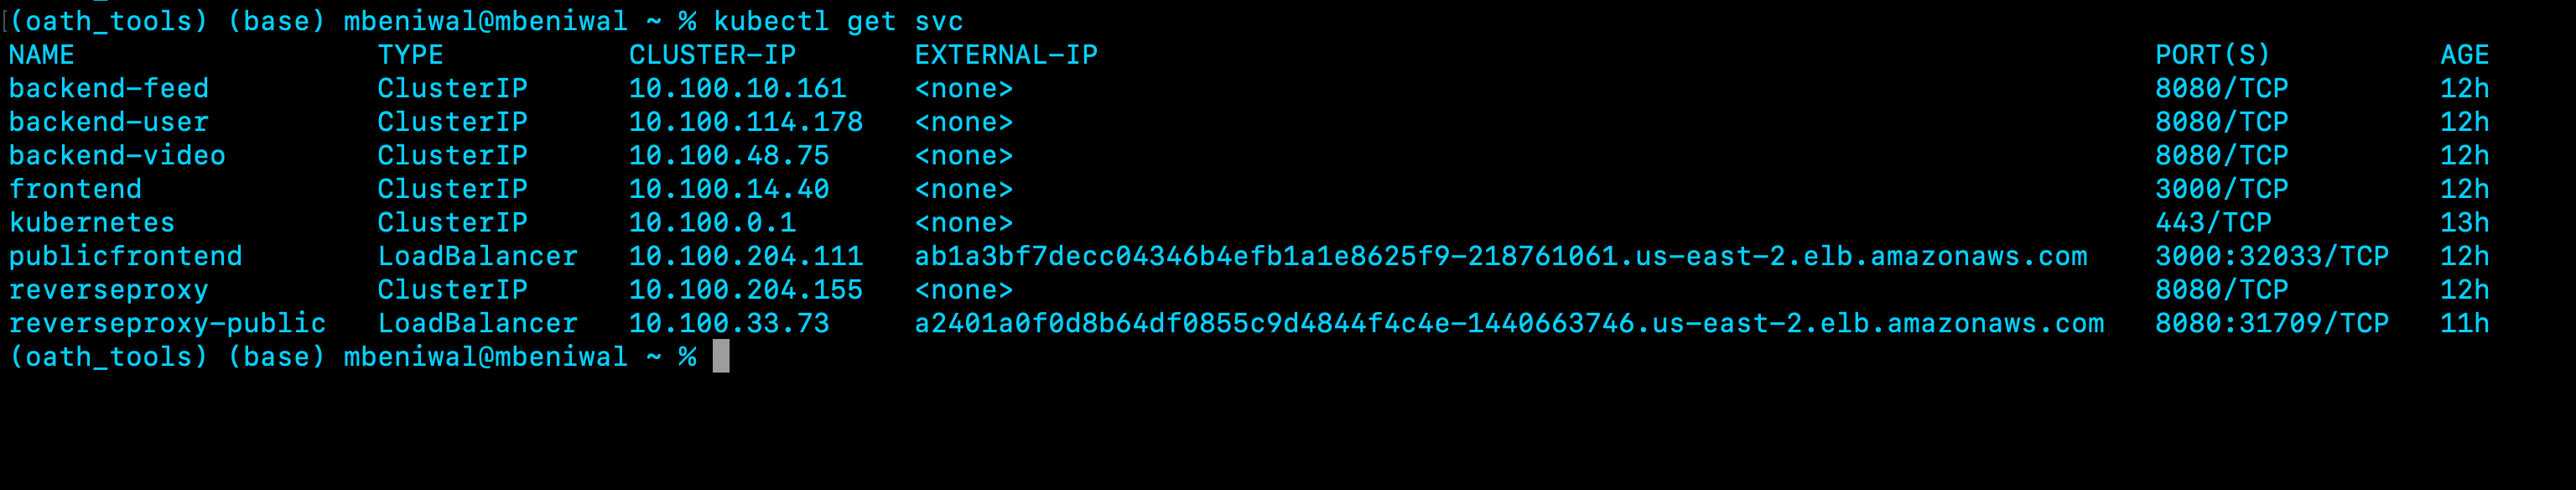 (oath_tools) (base) mbeniwal@mbeniwal ~ % kubectl get svc
NAME TYPE CLUSTER-IP EXTERNAL-IP PORT(S) AGE
backend-feed ClusterIP 10.100.10.161 <none> 8080/TCP 12h
backend-user ClusterIP 10.100.114.178 <none> 8080/TCP 12h
backend-video ClusterIP 10.100.48.75 <none> 8080/TCP 12h
frontend ClusterIP 10.100.14.40 <none> 3000/TCP 12h
kubernetes ClusterIP 10.100.0.1 <none> 443/TCP 13h
publicfrontend LoadBalancer 10.100.204.111 ab1a3bf7decc04346b4efb1a1e8625f9-218761061.us-east-2.elb.amazonaws.com 3000:32033/TCP 12h
reverseproxy ClusterIP 10.100.204.155 <none> 8080/TCP 12h
reverseproxy-public LoadBalancer 10.100.33.73 a2401a0f0d8b64df0855c9d4844f4c4e-1440663746.us-east-2.elb.amazonaws.com 8080:31709/TCP 11h
(oath_tools) (base) mbeniwal@mbeniwal ~ %